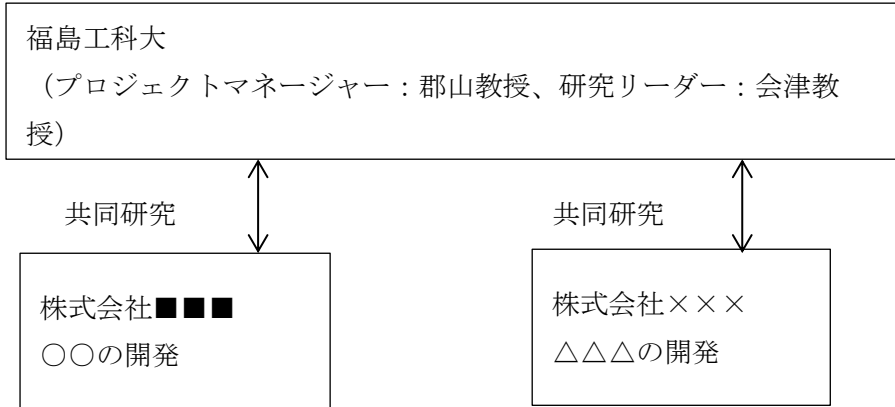 福島工科大
（プロジェクトマネージャー：郡山教授、研究リーダー：会津教
授）
共同研究
共同研究
株式会社■■■
○○の開発
株式会社×××
△△△の開発